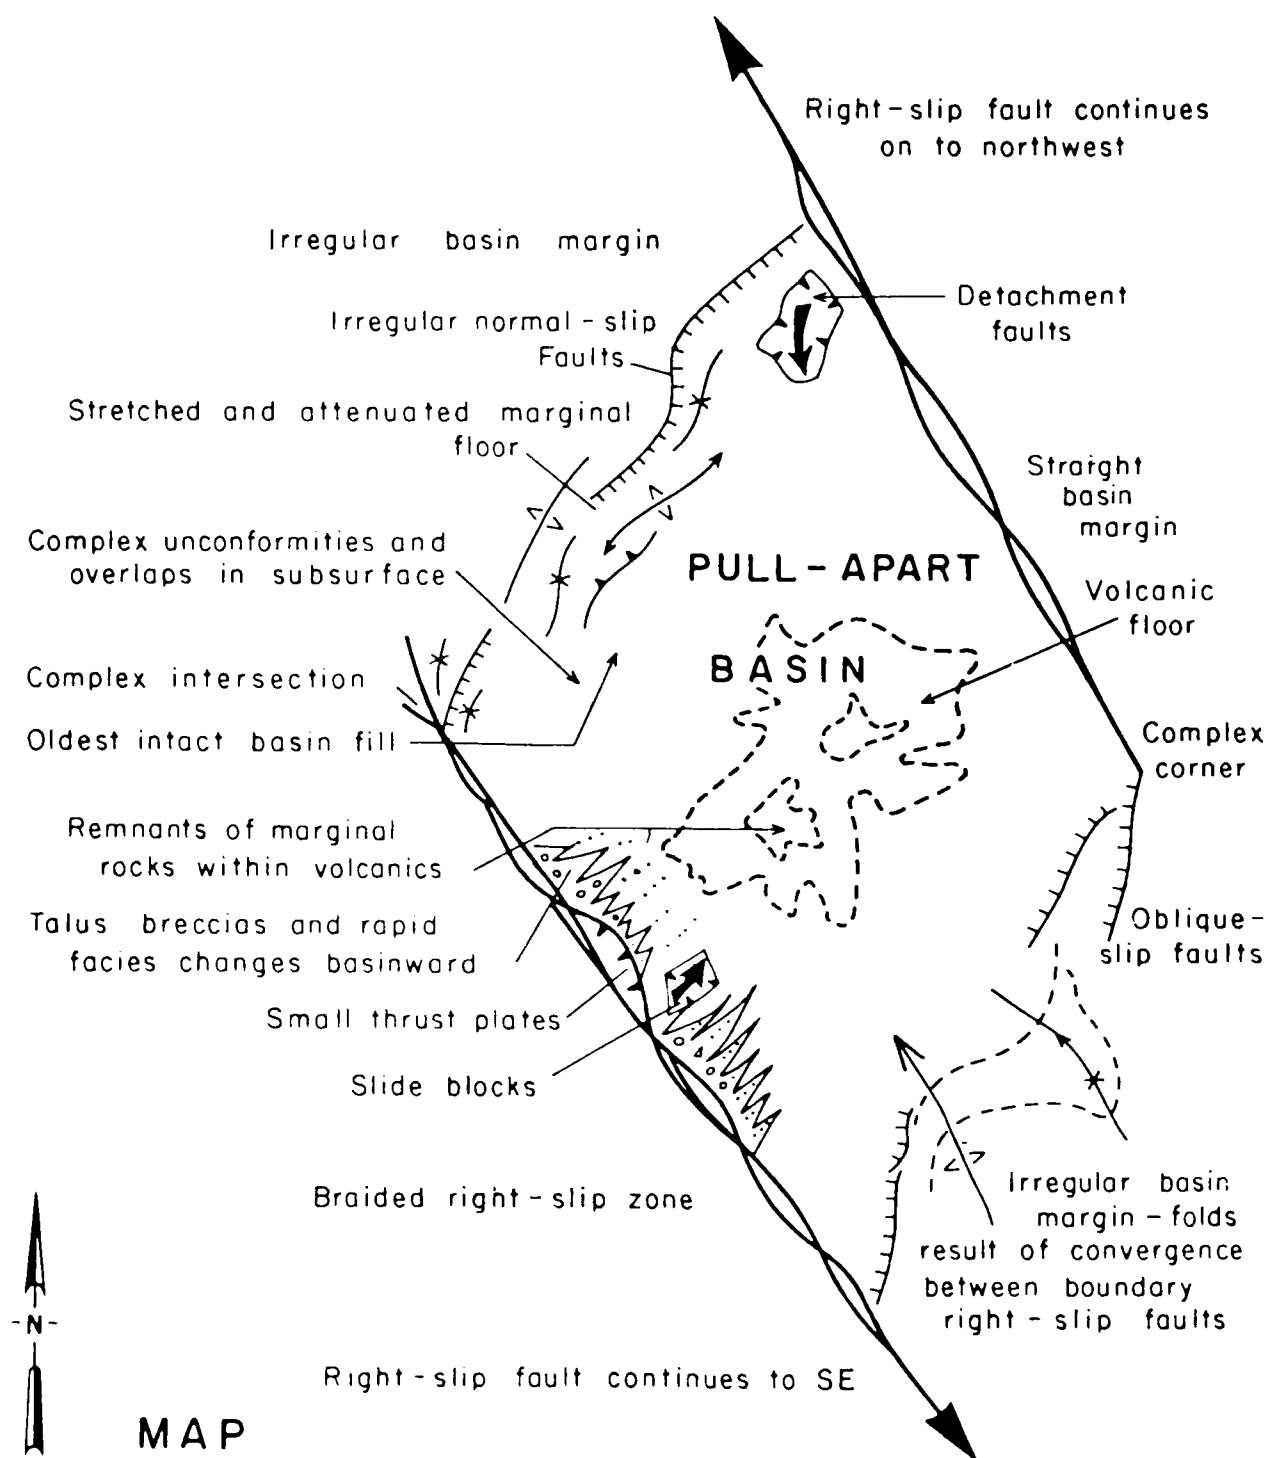 Right-slip fault continues
on to northwest
Irregular basin margin
Detachment
faults
Irregular normal-slip
Faults
Stretched and attenuated marginal
floor
Straight
basin
margin
Complex unconformities and
overlaps in subsurface
PULL-APART
BASIN
Volcanic
floor
Complex intersection
Oldest intact basin fill
Complex
corner
Remnants of marginal
rocks within volcanics
Talus breccias and rapid
facies changes basinward
Oblique-
slip faults
Small thrust plates
Slide blocks
Braided right-slip zone
Irregular basin
margin-folds
result of convergence
between boundary
right-slip faults
-N-
Right-slip fault continues to SE
MAP